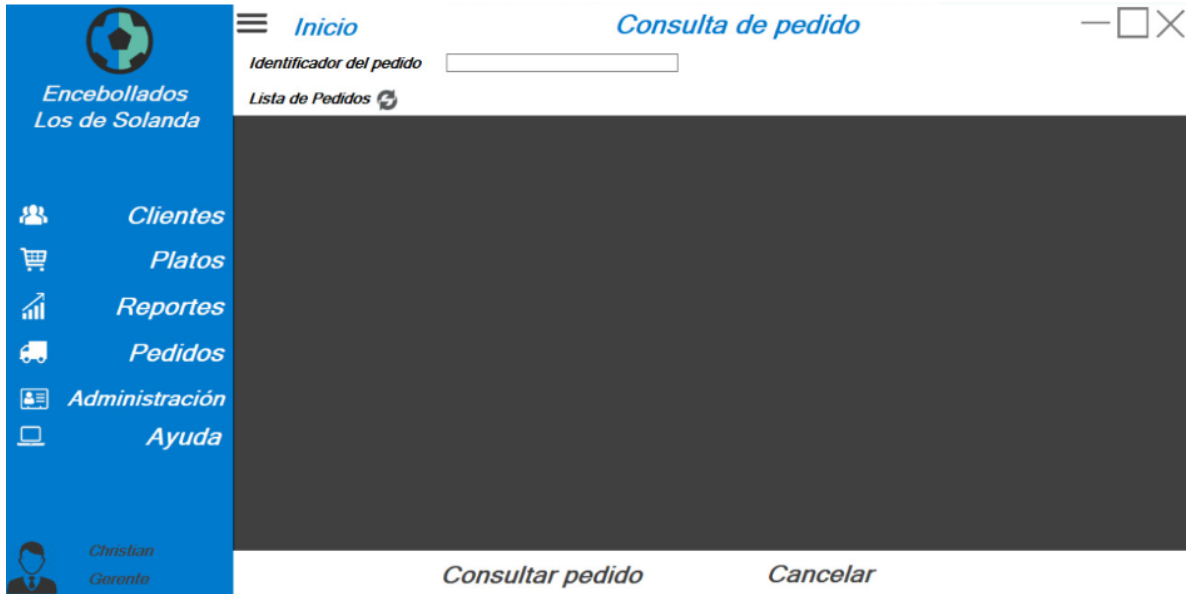 Encebollados
Los de Solanda
Clientes
Platos
Reportes
Pedidos
Administración
Ayuda
Christian
Gerente
Inicio
Consulta de pedido
Identificador del pedido
Lista de Pedidos
Consultar pedido
Cancelar